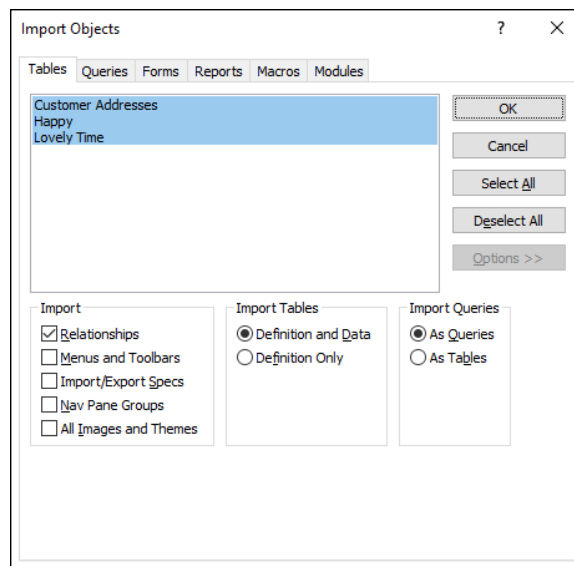 Import Objects ?
Tables Queries Forms Reports Macros Modules
Customer Addresses
Happy
Lovely Time
OK
Cancel
Select All
Deselect All
Options >>
Import
Relationships
Menus and Toolbars
Import/Export Specs
Nav Pane Groups
All Images and Themes
Import Tables
Definition and Data
Definition Only
Import Queries
As Queries
As Tables